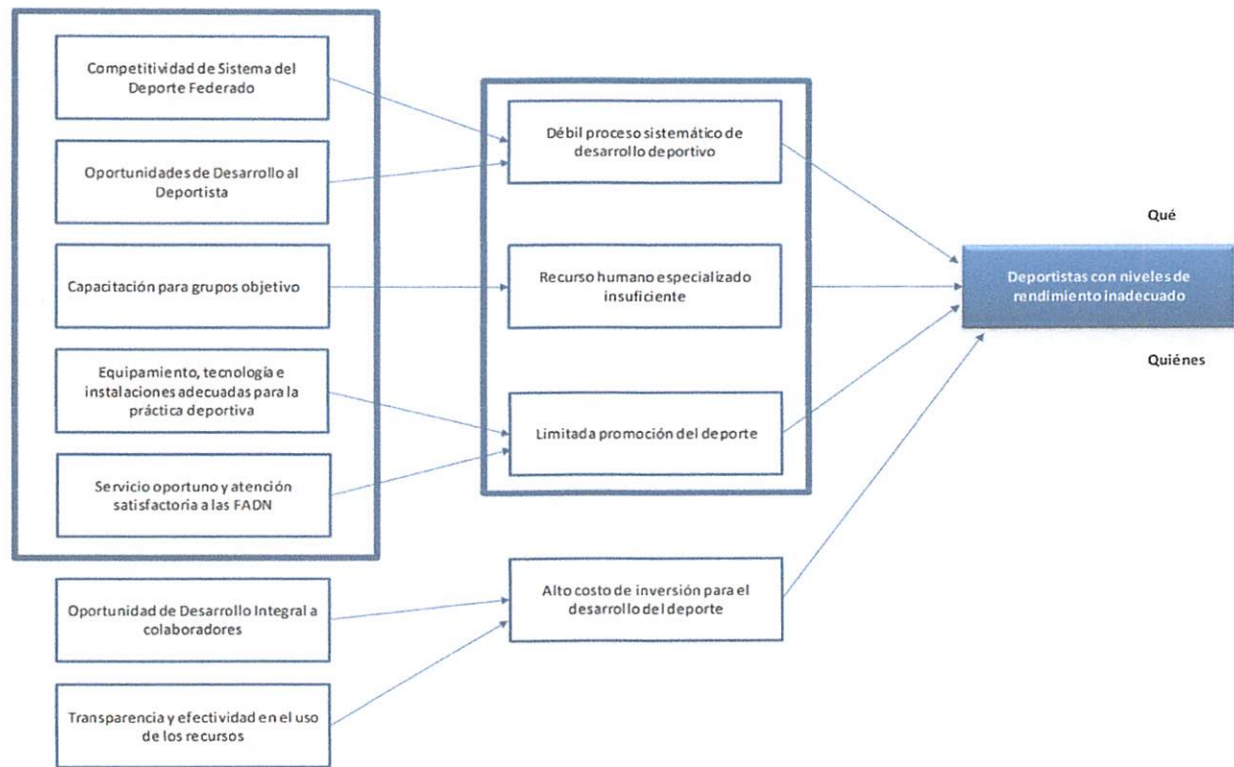 Competitividad de Sistema del
Deporte Federado
Oportunidades de Desarrollo al
Deportista
Capacitación para grupos objetivo
Equipamiento, tecnología e
instalaciones adecuadas para la
práctica deportiva
Servicio oportuno y atención
satisfactoria a las FADN
Oportunidad de Desarrollo Integral a
colaboradores
Transparencia y efectividad en el uso
de los recursos
Débil proceso sistemático de
desarrollo deportivo
Recurso humano especializado
insuficiente
Limitada promoción del deporte
Alto costo de inversión para el
desarrollo del deporte
Qué
Deportistas con niveles de
rendimiento inadecuado
Quiénes